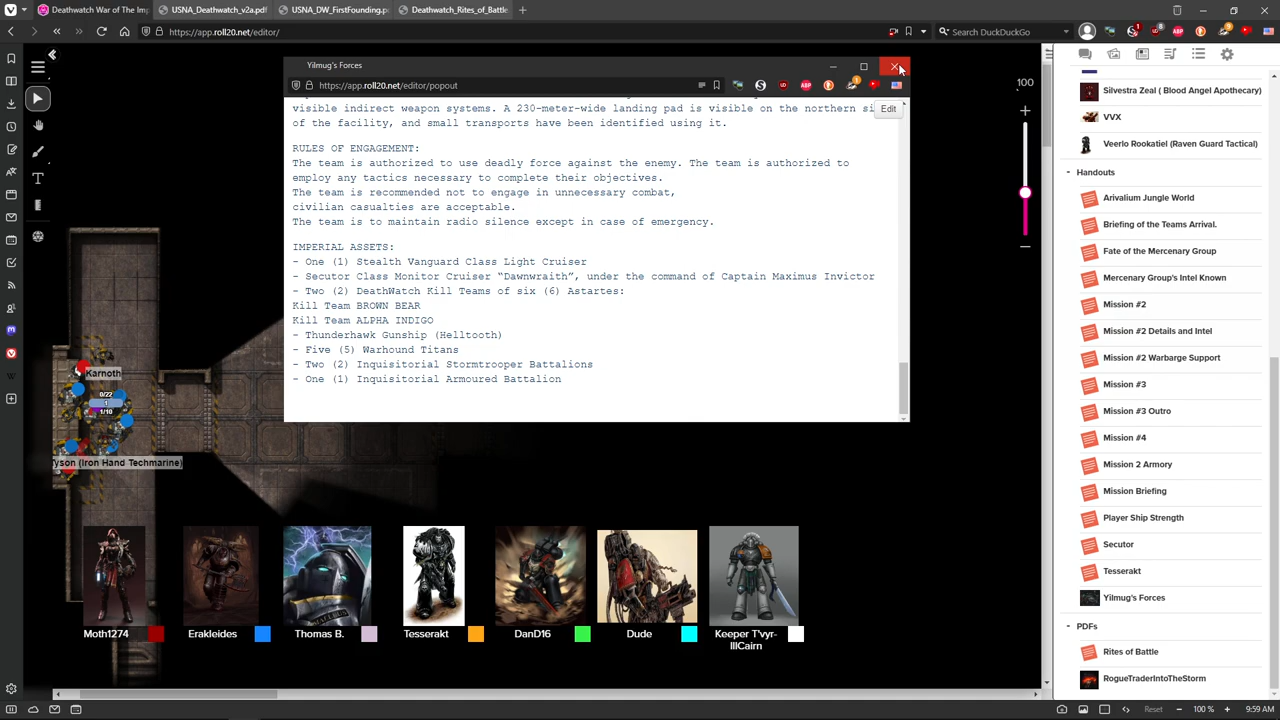 Deathwatch War of The Imp
USNA_Deathwatch_v2a.pdf
USNA_DW_FirstFounding.p
Deathwatch_Rites_of_Battl
https://app.roll20.net/editor/
Search DuckDuckGo
Yilmug's Forces
https://app.roll20.net/editor/popout
Edit
visible indirect weapon systems. A 230-meter-wide landing pad is visible on the northern si
of the facility, and small transports have been identified using it.
RULES OF ENGAGEMENT:
The team is authorized to use deadly force against the enemy. The team is authorized to
employ any tactics necessary to complete their objectives.
The team is recommended not to engage in unnecessary combat,
civilian casualties are acceptable.
The team is to maintain radio silence except in case of emergency.
IMPERIAL ASSETS:
- One (1) Stealth Vanguard Class Light Cruiser
- Secutor Class Monitor Cruiser “Dawnwraith”, under the command of Captain Maximus Invictor
- Two (2) Deathwatch Kill Teams of six (6) Astartes:
Kill Team BROWN BEAR
Kill Team ALPHA INDIGO
- Thunderhawk Gunship (Helltooth)
- Five (5) Warhound Titans
- Two (2) Inquisitorial Stormtrooper Battalions
- One (1) Inquisitorial Armoured Battalion
100
Karnoth
0/22
1
1/10
yson (Iron Hand Techmarine)
Moth1274
Erakleides
Thomas B.
Tesserakt
DantD16
Keeper T'vyr-
IllCairn
Silvestra Zeal ( Blood Angel Apothecary)
VVX
Veerlo Rookatiel (Raven Guard Tactical)
Handouts
Arivalium Jungle World
Briefing of the Teams Arrival.
Fate of the Mercenary Group
Mercenary Group's Intel Known
Mission #2
Mission #2 Details and Intel
Mission #2 Warbarge Support
Mission #3
Mission #3 Outro
Mission #4
Mission 2 Armory
Mission Briefing
Player Ship Strength
Secutor
Tesserakt
Yilmug's Forces
PDFs
Rites of Battle
RogueTraderIntoTheStorm
Reset
100 %
9:59 AM